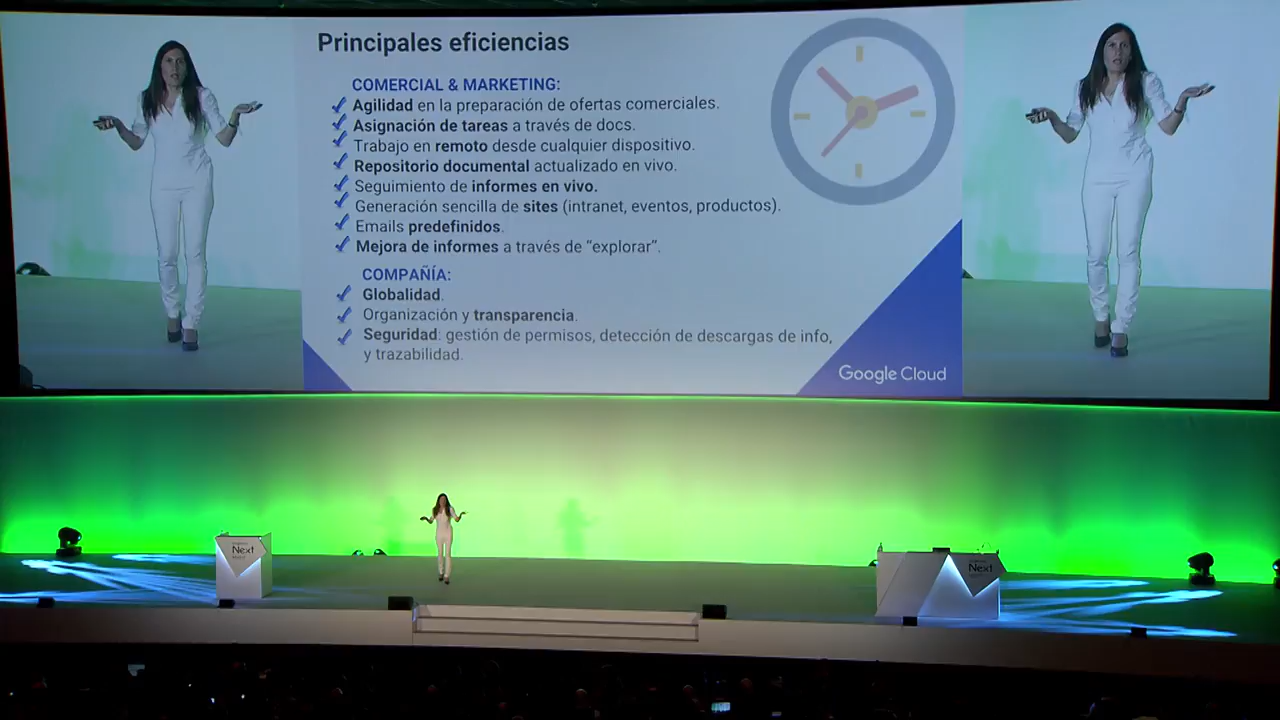 Principales eficiencias
COMERCIAL & MARKETING:
Agilidad en la preparación de ofertas comerciales.
Asignación de tareas a través de docs.
Trabajo en remoto desde cualquier dispositivo.
Repositorio documental actualizado en vivo.
Seguimiento de informes en vivo.
Generación sencilla de sites (intranet, eventos, productos).
Emails predefinidos.
Mejora de informes a través de “explorar”.
COMPAÑÍA:
Globalidad.
Organización y transparencia.
Seguridad: gestión de permisos, detección de descargas de info,
y trazabilidad.
Google Cloud
Next
Next